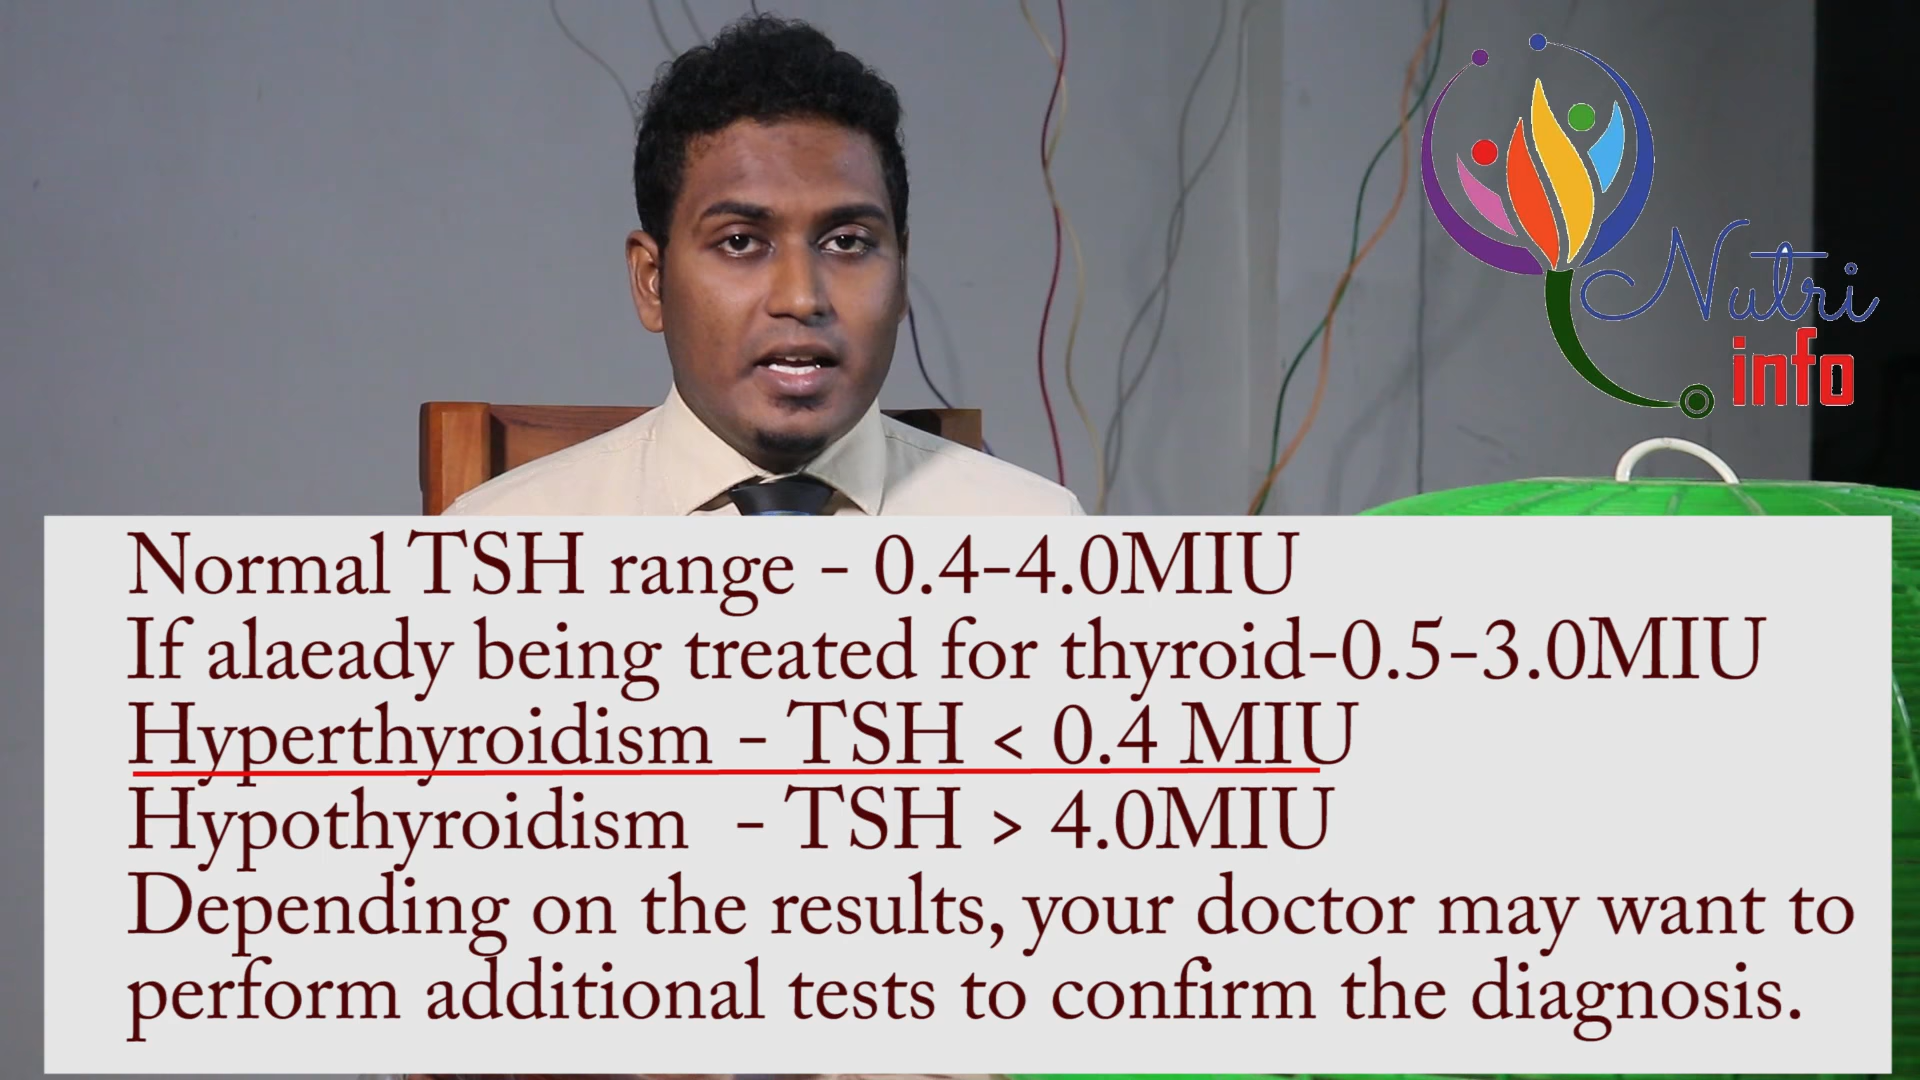 Nutri
info
Normal TSH range - 0.4-4.0MIU
If alaeady being treated for thyroid-0.5-3.0MIU
Hyperthyroidism - TSH < 0.4 MIU
Hypothyroidism - TSH > 4.0MIU
Depending on the results, your doctor may want to
perform additional tests to confirm the diagnosis.